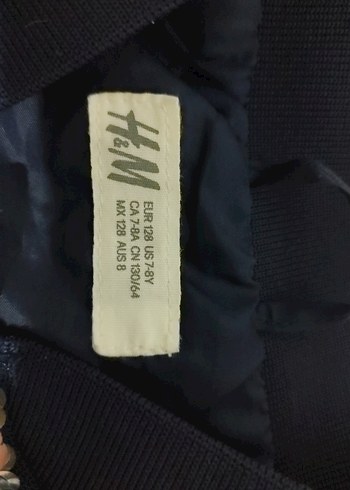 H&M
EUR 128 US 7-8Y
CA 7-8A CN 130/64
MX 128 AUS 8